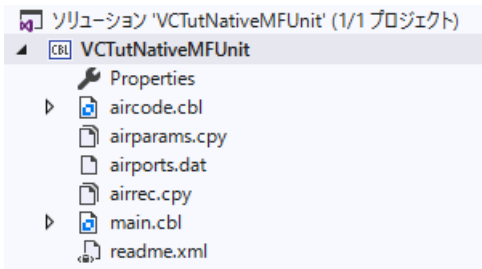 ソリューション 'VCTutNativeMFUnit' (1/1 プロジェクト)
CBL VCTutNativeMFUnit
Properties
aircode.cbl
airparams.cpy
airports.dat
airrec.cpy
main.cbl
readme.xml